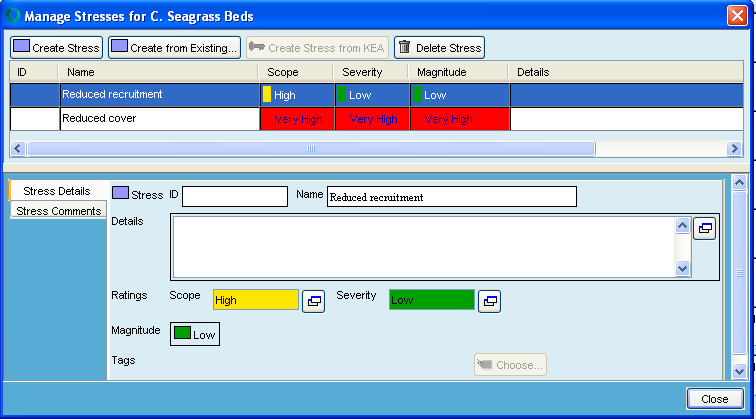 Manage Stresses for C. Seagrass Beds
Create Stress Create from Existing... Create Stress from KEA Delete Stress
ID Name Scope Severity Magnitude Details
Reduced recruitment High Low Low
Reduced cover Very High Very High Very High
Stress Details
Stress Comments
Stress ID Name Reduced recruitment
Details
Ratings Scope High Severity Low
Magnitude Low
Tags Choose...
Close